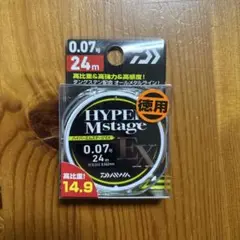 0.07号
24m
DAIWA
高比重&高強力&高感度!
タングステン配合 オールメタルライン!
徳用
HYPER
Mstage
EX
0.07号
24m
DAIWA
高比重!
14.9